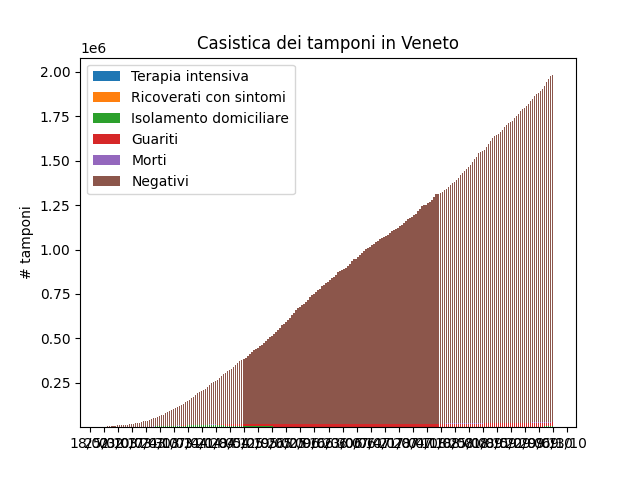 Casistica dei tamponi in Veneto
1e6
2.00
1.75
1.50
1.25
1.00
0.75
0.50
0.25
# tamponi
Terapia intensiva
Ricoverati con sintomi
Isolamento domiciliare
Guariti
Morti
Negativi